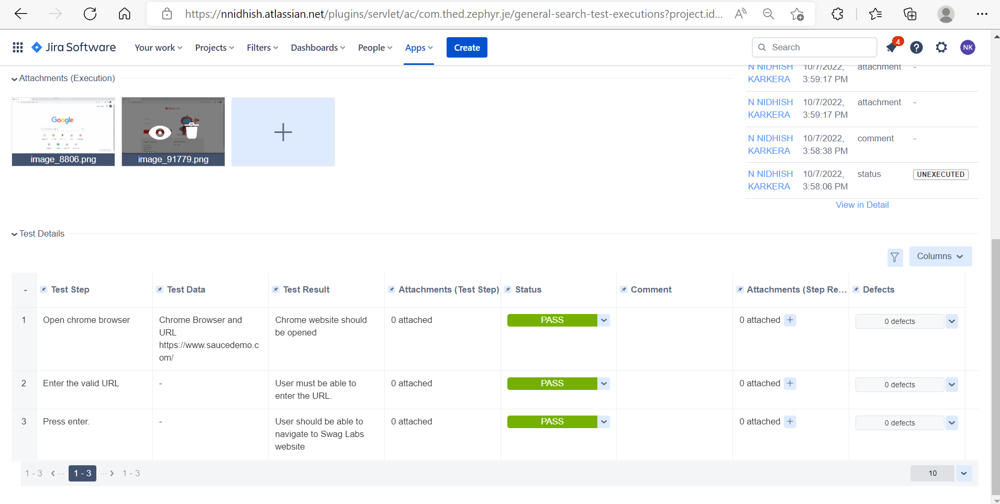 https://nnidhish.atlassian.net/plugins/servlet/ac/com.thed.zephyr.je/general-search-test-executions?project.id...
Jira Software Your work Projects Filters Dashboards People Apps Create Search 4 NK
Attachments (Execution)
Google
image_8806.png
image_91779.png
N NIDHISH 10/7/2022, attachment -
KARKERA 3:59:17 PM
N NIDHISH 10/7/2022, attachment -
KARKERA 3:59:17 PM
N NIDHISH 10/7/2022, comment -
KARKERA 3:58:38 PM
N NIDHISH 10/7/2022, status UNEXECUTED
KARKERA 3:58:06 PM
View in Detail
Test Details
Columns
- Test Step Test Data Test Result Attachments (Test Step) Status Comment Attachments (Step Re... Defects
1 Open chrome browser Chrome Browser and Chrome website should 0 attached PASS 0 attached + 0 defects
URL be opened
https://www.saucedemo.c
om/
2 Enter the valid URL - User must be able to 0 attached PASS 0 attached + 0 defects
enter the URL.
3 Press enter. - User should be able to 0 attached PASS 0 attached + 0 defects
navigate to Swag Labs
website
1 - 3 ... 1 - 3 ... 1 - 3 10